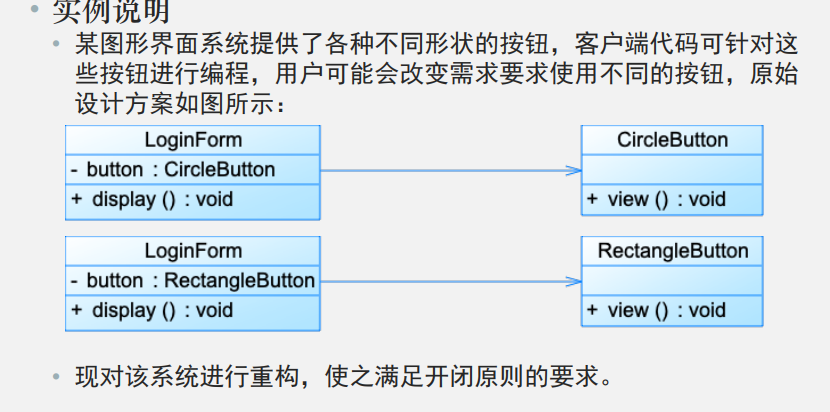 实例说明
某图形界面系统提供了各种不同形状的按钮，客户端代码可针对这
些按钮进行编程，用户可能会改变需求要求使用不同的按钮，原始
设计方案如图所示：
LoginForm
- button : CircleButton
+ display () : void
CircleButton
+ view () : void
LoginForm
- button : RectangleButton
+ display () : void
RectangleButton
+ view () : void
现对该系统进行重构，使之满足开闭原则的要求。